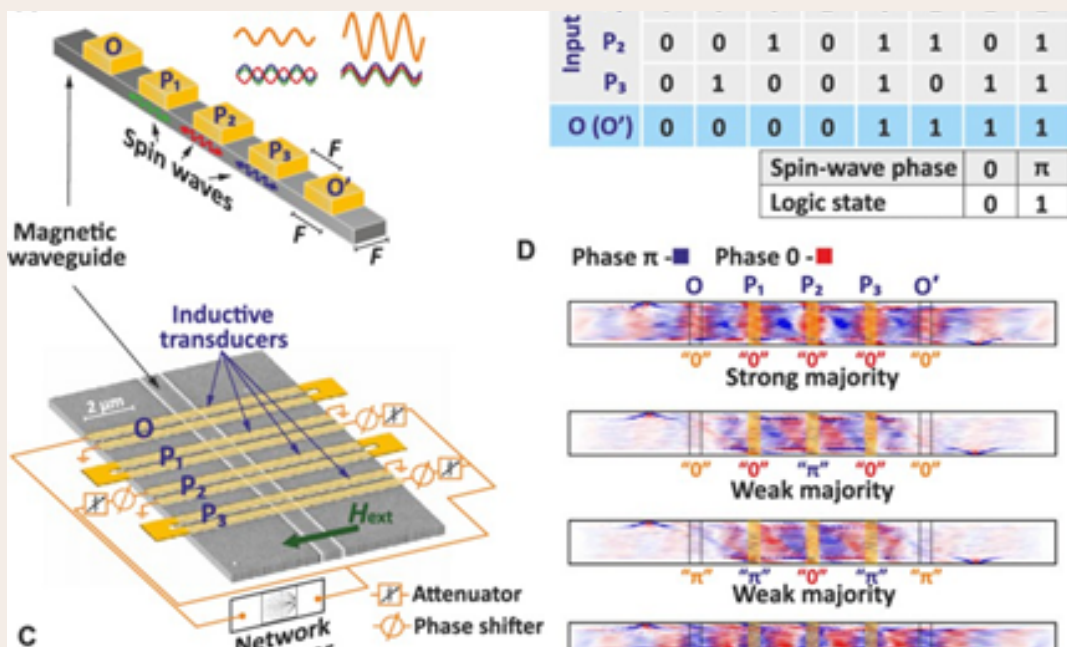 O
P₁
P₂
P₃
O′
Spin waves
F
F
F
Magnetic
waveguide
Inductive
transducers
2 μm
O
P₁
P₂
P₃
Hext
Attenuator
Phase shifter
Network
C
Input
P₂ 0 0 1 0 1 1 0 1
P₃ 0 1 0 0 1 0 1 1
O (O′) 0 0 0 0 1 1 1 1
Spin-wave phase 0 π
Logic state 0 1
D
Phase π - Phase 0 -
O P₁ P₂ P₃ O′
“0” “0” “0” “0” “0”
Strong majority
“0” “0” “π” “0” “0”
Weak majority
“π” “π” “0” “π” “π”
Weak majority